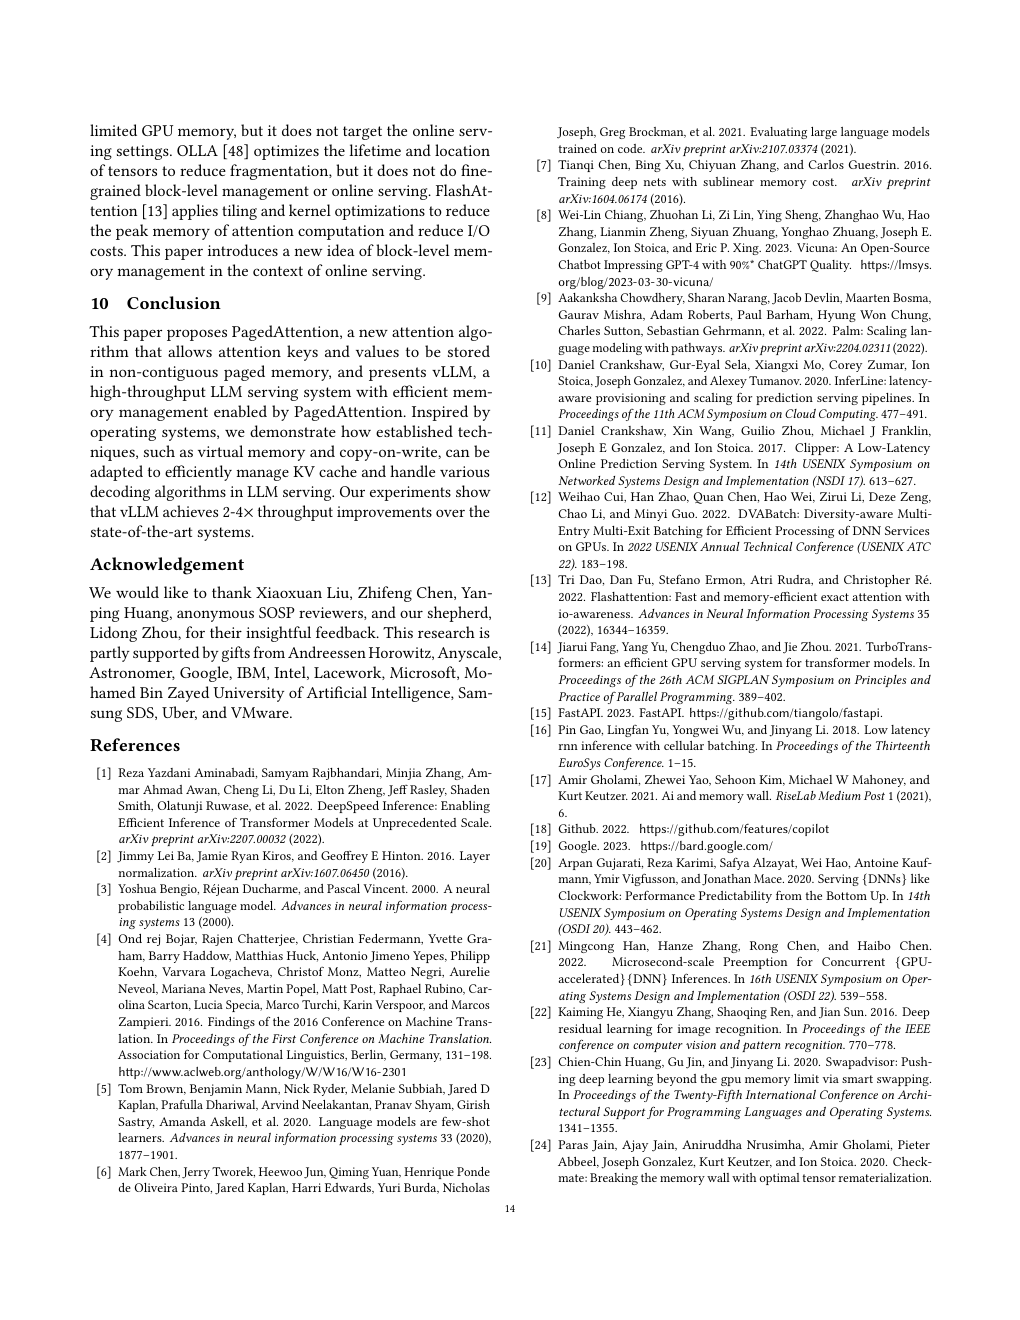 limited GPU memory, but it does not target the online serv-
ing settings. OLLA [48] optimizes the lifetime and location
of tensors to reduce fragmentation, but it does not do fine-
grained block-level management or online serving. FlashAt-
tention [13] applies tiling and kernel optimizations to reduce
the peak memory of attention computation and reduce I/O
costs. This paper introduces a new idea of block-level mem-
ory management in the context of online serving.
10 Conclusion
This paper proposes PagedAttention, a new attention algo-
rithm that allows attention keys and values to be stored
in non-contiguous paged memory, and presents vLLM, a
high-throughput LLM serving system with efficient mem-
ory management enabled by PagedAttention. Inspired by
operating systems, we demonstrate how established tech-
niques, such as virtual memory and copy-on-write, can be
adapted to efficiently manage KV cache and handle various
decoding algorithms in LLM serving. Our experiments show
that vLLM achieves 2-4× throughput improvements over the
state-of-the-art systems.
Acknowledgement
We would like to thank Xiaoxuan Liu, Zhifeng Chen, Yan-
ping Huang, anonymous SOSP reviewers, and our shepherd,
Lidong Zhou, for their insightful feedback. This research is
partly supported by gifts from Andreessen Horowitz, Anyscale,
Astronomer, Google, IBM, Intel, Lacework, Microsoft, Mo-
hamed Bin Zayed University of Artificial Intelligence, Sam-
sung SDS, Uber, and VMware.
References
[1] Reza Yazdani Aminabadi, Samyam Rajbhandari, Minjia Zhang, Am-
mar Ahmad Awan, Cheng Li, Du Li, Elton Zheng, Jeff Rasley, Shaden
Smith, Olatunji Ruwase, et al. 2022. DeepSpeed Inference: Enabling
Efficient Inference of Transformer Models at Unprecedented Scale.
arXiv preprint arXiv:2207.00032 (2022).
[2] Jimmy Lei Ba, Jamie Ryan Kiros, and Geoffrey E Hinton. 2016. Layer
normalization. arXiv preprint arXiv:1607.06450 (2016).
[3] Yoshua Bengio, Réjean Ducharme, and Pascal Vincent. 2000. A neural
probabilistic language model. Advances in neural information process-
ing systems 13 (2000).
[4] Ond rej Bojar, Rajen Chatterjee, Christian Federmann, Yvette Gra-
ham, Barry Haddow, Matthias Huck, Antonio Jimeno Yepes, Philipp
Koehn, Varvara Logacheva, Christof Monz, Matteo Negri, Aurelie
Neveol, Mariana Neves, Martin Popel, Matt Post, Raphael Rubino, Car-
olina Scarton, Lucia Specia, Marco Turchi, Karin Verspoor, and Marcos
Zampieri. 2016. Findings of the 2016 Conference on Machine Trans-
lation. In Proceedings of the First Conference on Machine Translation.
Association for Computational Linguistics, Berlin, Germany, 131–198.
http://www.aclweb.org/anthology/W/W16/W16-2301
[5] Tom Brown, Benjamin Mann, Nick Ryder, Melanie Subbiah, Jared D
Kaplan, Prafulla Dhariwal, Arvind Neelakantan, Pranav Shyam, Girish
Sastry, Amanda Askell, et al. 2020. Language models are few-shot
learners. Advances in neural information processing systems 33 (2020),
1877–1901.
[6] Mark Chen, Jerry Tworek, Heewoo Jun, Qiming Yuan, Henrique Ponde
de Oliveira Pinto, Jared Kaplan, Harri Edwards, Yuri Burda, Nicholas
Joseph, Greg Brockman, et al. 2021. Evaluating large language models
trained on code. arXiv preprint arXiv:2107.03374 (2021).
[7] Tianqi Chen, Bing Xu, Chiyuan Zhang, and Carlos Guestrin. 2016.
Training deep nets with sublinear memory cost. arXiv preprint
arXiv:1604.06174 (2016).
[8] Wei-Lin Chiang, Zhuohan Li, Zi Lin, Ying Sheng, Zhanghao Wu, Hao
Zhang, Lianmin Zheng, Siyuan Zhuang, Yonghao Zhuang, Joseph E.
Gonzalez, Ion Stoica, and Eric P. Xing. 2023. Vicuna: An Open-Source
Chatbot Impressing GPT-4 with 90%* ChatGPT Quality. https://lmsys.
org/blog/2023-03-30-vicuna/
[9] Aakanksha Chowdhery, Sharan Narang, Jacob Devlin, Maarten Bosma,
Gaurav Mishra, Adam Roberts, Paul Barham, Hyung Won Chung,
Charles Sutton, Sebastian Gehrmann, et al. 2022. Palm: Scaling lan-
guage modeling with pathways. arXiv preprint arXiv:2204.02311 (2022).
[10] Daniel Crankshaw, Gur-Eyal Sela, Xiangxi Mo, Corey Zumar, Ion
Stoica, Joseph Gonzalez, and Alexey Tumanov. 2020. InferLine: latency-
aware provisioning and scaling for prediction serving pipelines. In
Proceedings of the 11th ACM Symposium on Cloud Computing. 477–491.
[11] Daniel Crankshaw, Xin Wang, Guilio Zhou, Michael J Franklin,
Joseph E Gonzalez, and Ion Stoica. 2017. Clipper: A Low-Latency
Online Prediction Serving System. In 14th USENIX Symposium on
Networked Systems Design and Implementation (NSDI 17). 613–627.
[12] Weihao Cui, Han Zhao, Quan Chen, Hao Wei, Zirui Li, Deze Zeng,
Chao Li, and Minyi Guo. 2022. DVABatch: Diversity-aware Multi-
Entry Multi-Exit Batching for Efficient Processing of DNN Services
on GPUs. In 2022 USENIX Annual Technical Conference (USENIX ATC
22). 183–198.
[13] Tri Dao, Dan Fu, Stefano Ermon, Atri Rudra, and Christopher Ré.
2022. Flashattention: Fast and memory-efficient exact attention with
io-awareness. Advances in Neural Information Processing Systems 35
(2022), 16344–16359.
[14] Jiarui Fang, Yang Yu, Chengduo Zhao, and Jie Zhou. 2021. TurboTrans-
formers: an efficient GPU serving system for transformer models. In
Proceedings of the 26th ACM SIGPLAN Symposium on Principles and
Practice of Parallel Programming. 389–402.
[15] FastAPI. 2023. FastAPI. https://github.com/tiangolo/fastapi.
[16] Pin Gao, Lingfan Yu, Yongwei Wu, and Jinyang Li. 2018. Low latency
rnn inference with cellular batching. In Proceedings of the Thirteenth
EuroSys Conference. 1–15.
[17] Amir Gholami, Zhewei Yao, Sehoon Kim, Michael W Mahoney, and
Kurt Keutzer. 2021. Ai and memory wall. RiseLab Medium Post 1 (2021),
6.
[18] Github. 2022. https://github.com/features/copilot
[19] Google. 2023. https://bard.google.com/
[20] Arpan Gujarati, Reza Karimi, Safya Alzayat, Wei Hao, Antoine Kauf-
mann, Ymir Vigfusson, and Jonathan Mace. 2020. Serving {DNNs} like
Clockwork: Performance Predictability from the Bottom Up. In 14th
USENIX Symposium on Operating Systems Design and Implementation
(OSDI 20). 443–462.
[21] Mingcong Han, Hanze Zhang, Rong Chen, and Haibo Chen.
2022. Microsecond-scale Preemption for Concurrent {GPU-
accelerated}{DNN} Inferences. In 16th USENIX Symposium on Oper-
ating Systems Design and Implementation (OSDI 22). 539–558.
[22] Kaiming He, Xiangyu Zhang, Shaoqing Ren, and Jian Sun. 2016. Deep
residual learning for image recognition. In Proceedings of the IEEE
conference on computer vision and pattern recognition. 770–778.
[23] Chien-Chin Huang, Gu Jin, and Jinyang Li. 2020. Swapadvisor: Push-
ing deep learning beyond the gpu memory limit via smart swapping.
In Proceedings of the Twenty-Fifth International Conference on Archi-
tectural Support for Programming Languages and Operating Systems.
1341–1355.
[24] Paras Jain, Ajay Jain, Aniruddha Nrusimha, Amir Gholami, Pieter
Abbeel, Joseph Gonzalez, Kurt Keutzer, and Ion Stoica. 2020. Check-
mate: Breaking the memory wall with optimal tensor rematerialization.
14